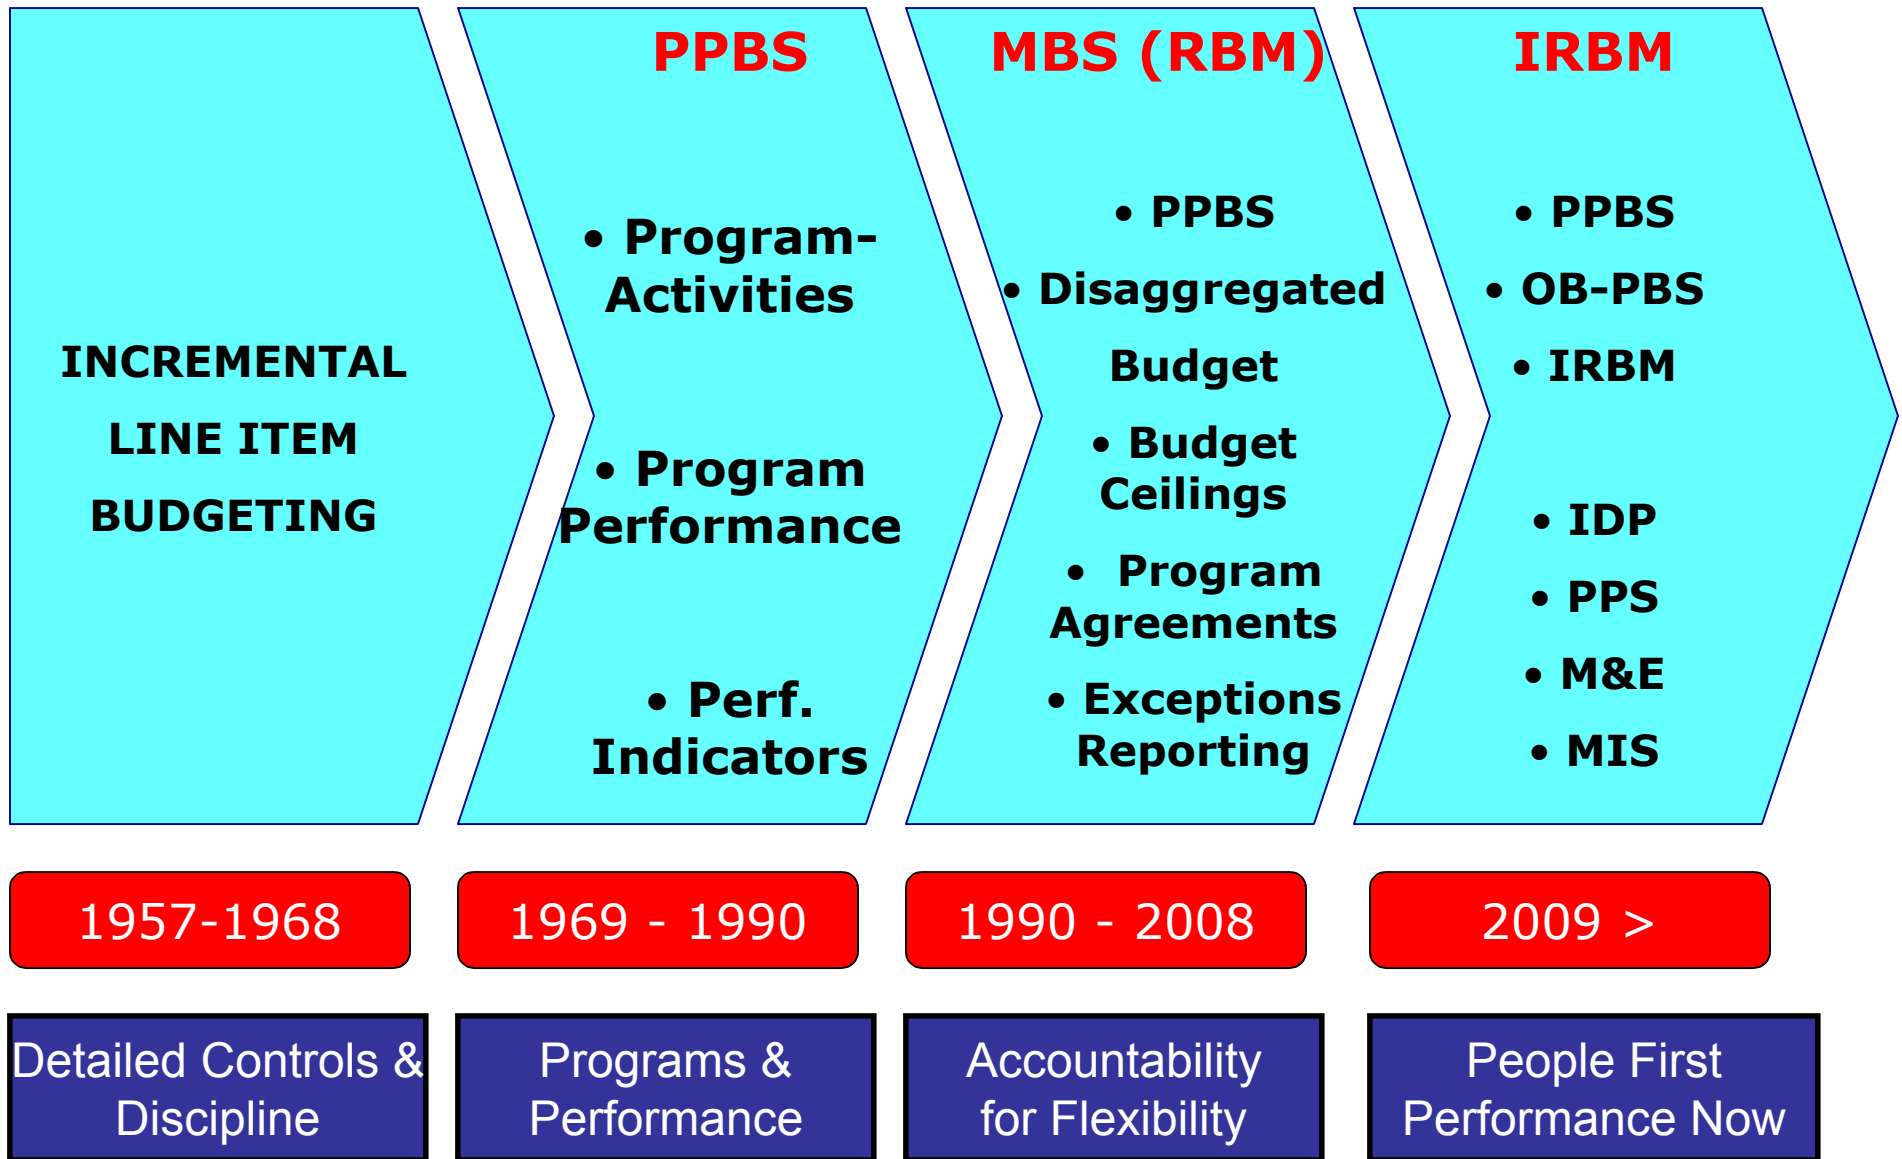 INCREMENTAL
LINE ITEM
BUDGETING
PPBS
• Program-
Activities
• Program
Performance
• Perf.
Indicators
MBS (RBM)
• PPBS
• Disaggregated
Budget
• Budget
Ceilings
• Program
Agreements
• Exceptions
Reporting
IRBM
• PPBS
• OB-PBS
• IRBM
• IDP
• PPS
• M&E
• MIS
1957-1968
1969 - 1990
1990 - 2008
2009 >
Detailed Controls &
Discipline
Programs &
Performance
Accountability
for Flexibility
People First
Performance Now